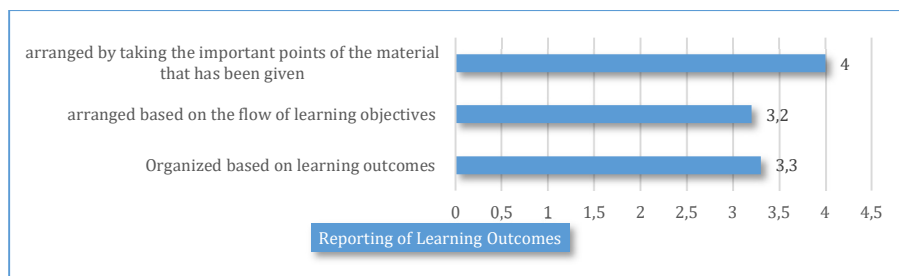 arranged by taking the important points of the material
that has been given
4
arranged based on the flow of learning objectives
3,2
Organized based on learning outcomes
3,3
0 0,5 1 1,5 2 2,5 3 3,5 4 4,5
Reporting of Learning Outcomes